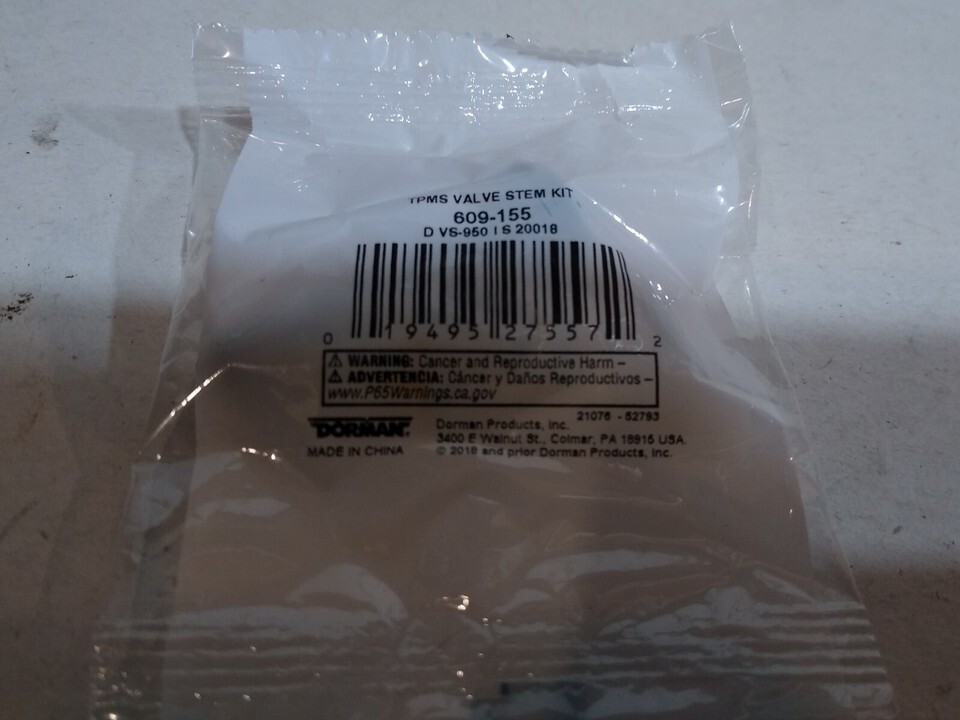 TPMS VALVE STEM KIT
609-155
D VS-950 I S 20018
0 19495 27557 2
⚠ WARNING: Cancer and Reproductive Harm –
⚠ ADVERTENCIA: Cáncer y Daños Reproductivos –
www.P65Warnings.ca.gov
21076 - 52793
DORMAN®
MADE IN CHINA
Dorman Products, Inc.
3400 E Walnut St., Colmar, PA 18915 USA.
© 2018 and prior Dorman Products, Inc.